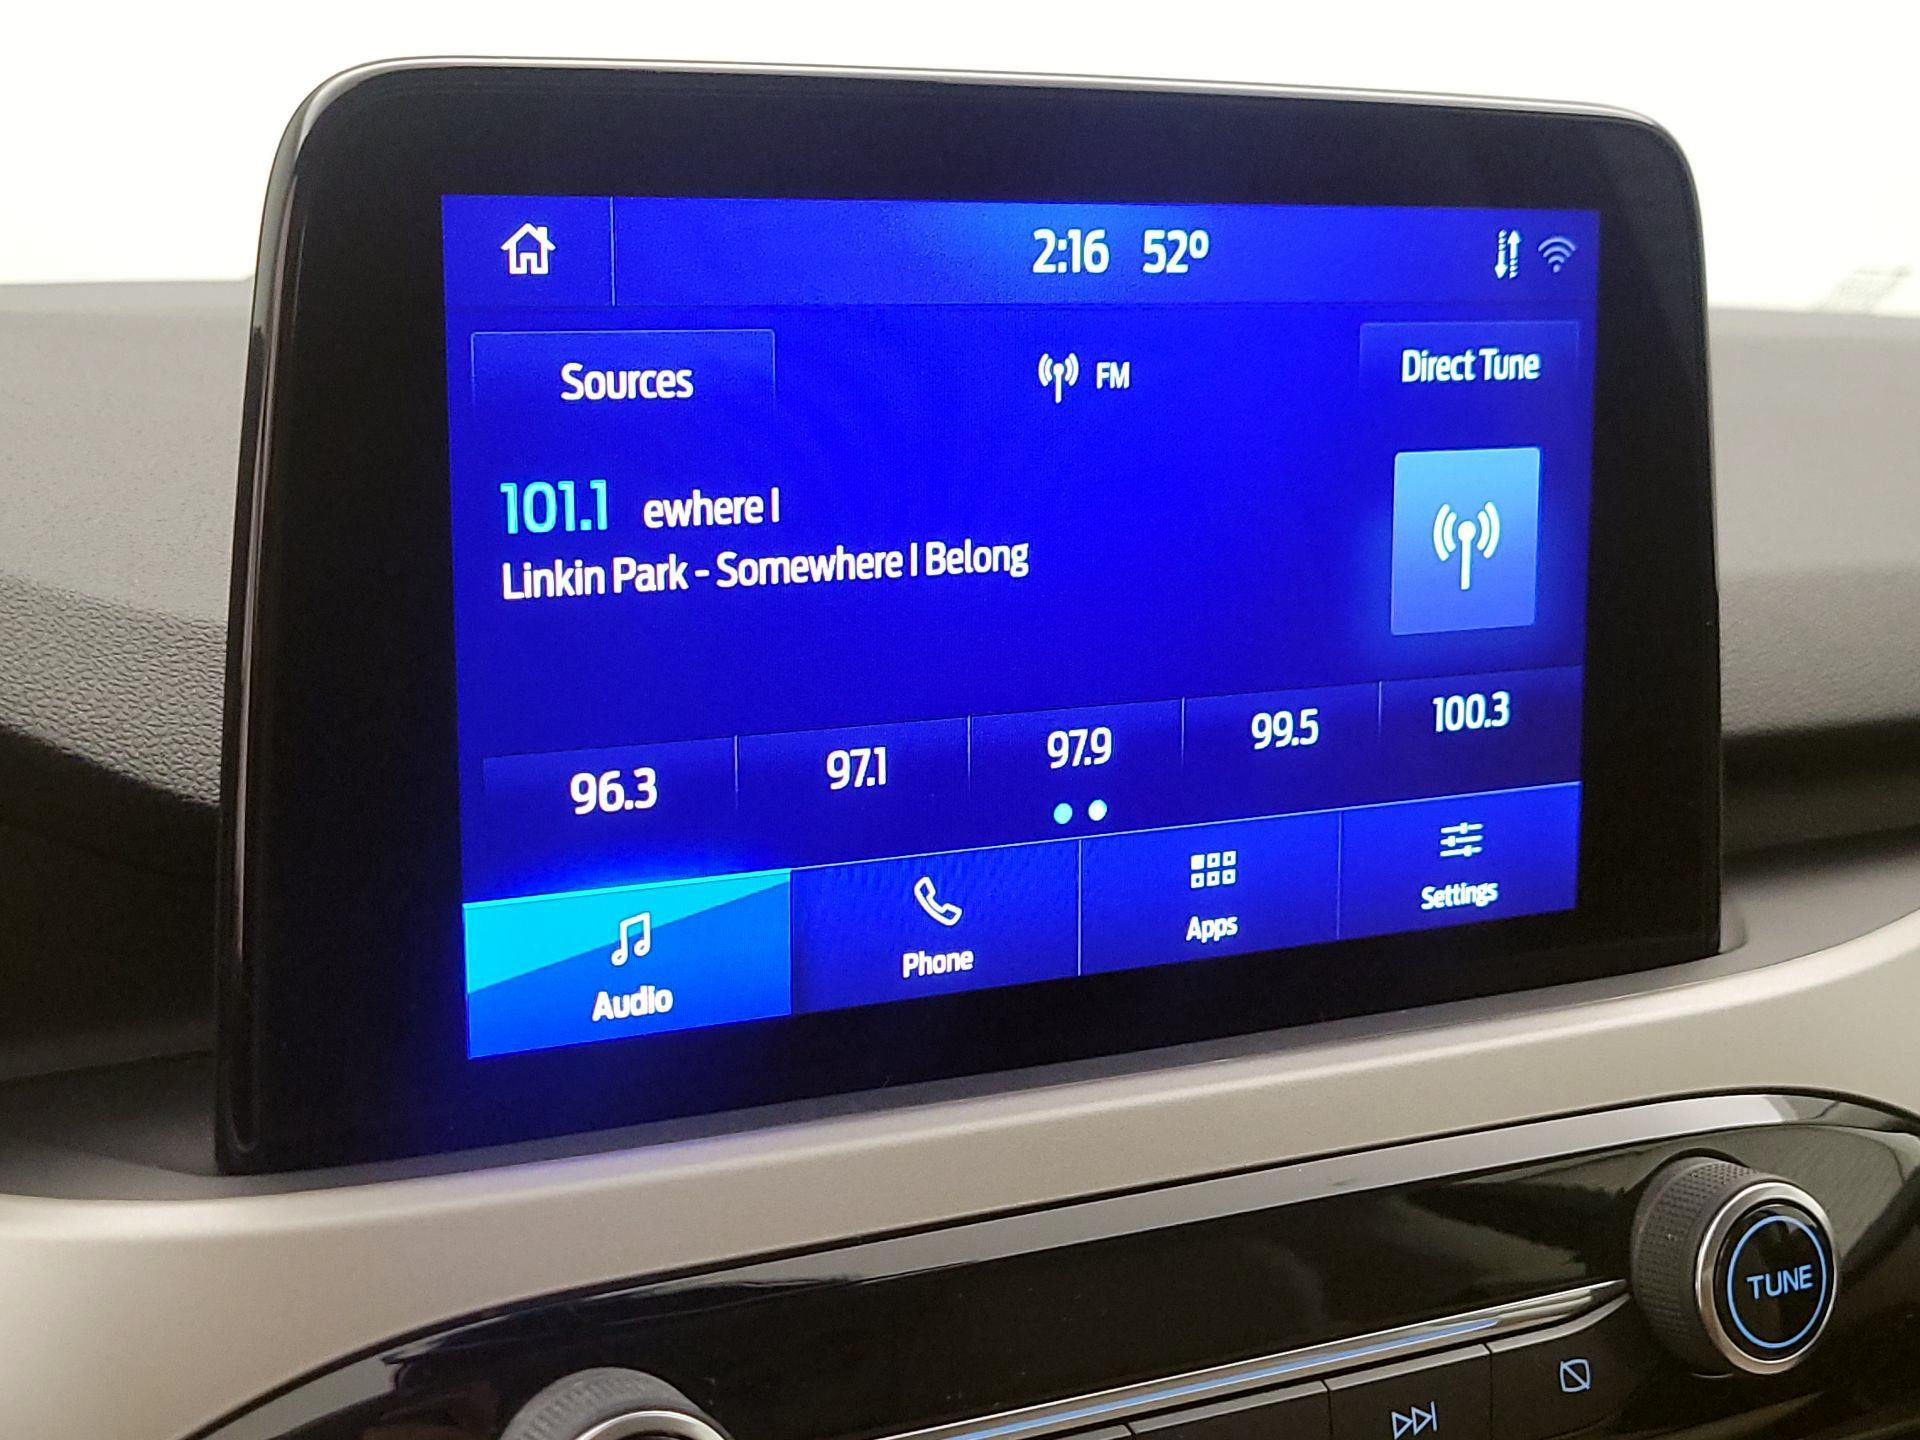 2:16 52º
Sources
FM
Direct Tune
101.1 ewhere I
Linkin Park - Somewhere I Belong
96.3 97.1 97.9 99.5 100.3
Audio Phone Apps Settings
TUNE